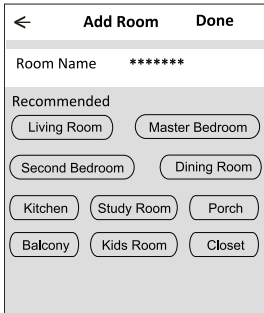 Add Room Done
Room Name *******
Recommended
Living Room Master Bedroom
Second Bedroom Dining Room
Kitchen Study Room Porch
Balcony Kids Room Closet